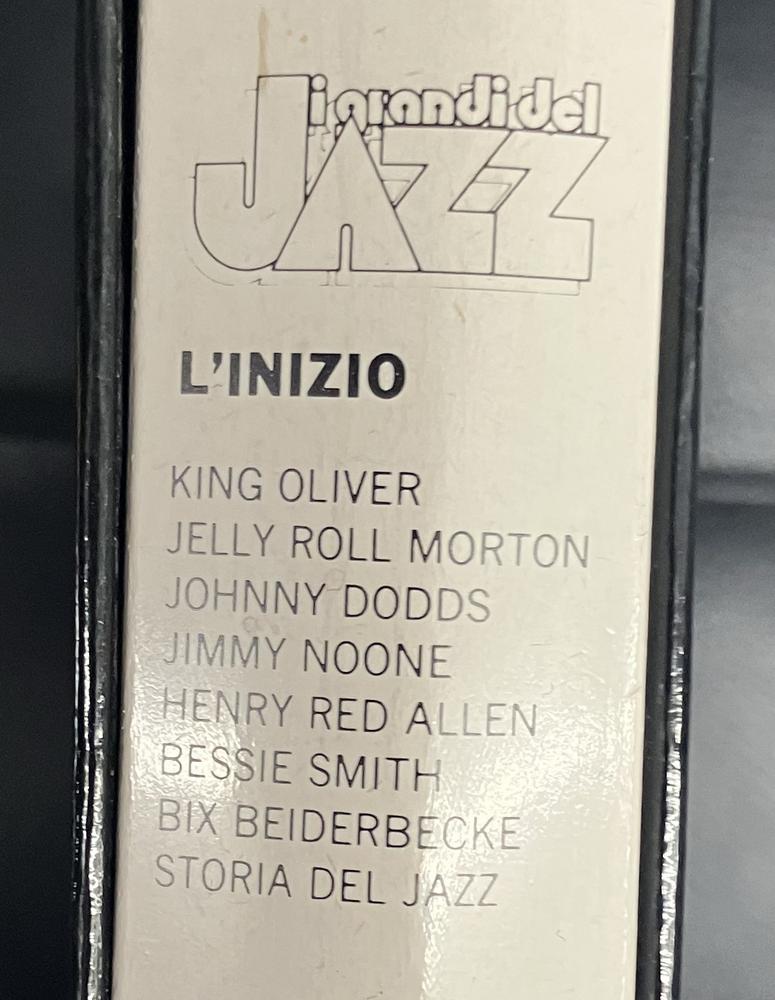 i grandi del
JAZZ
L'INIZIO
KING OLIVER
JELLY ROLL MORTON
JOHNNY DODDS
JIMMY NOONE
HENRY RED ALLEN
BESSIE SMITH
BIX BEIDERBECKE
STORIA DEL JAZZ